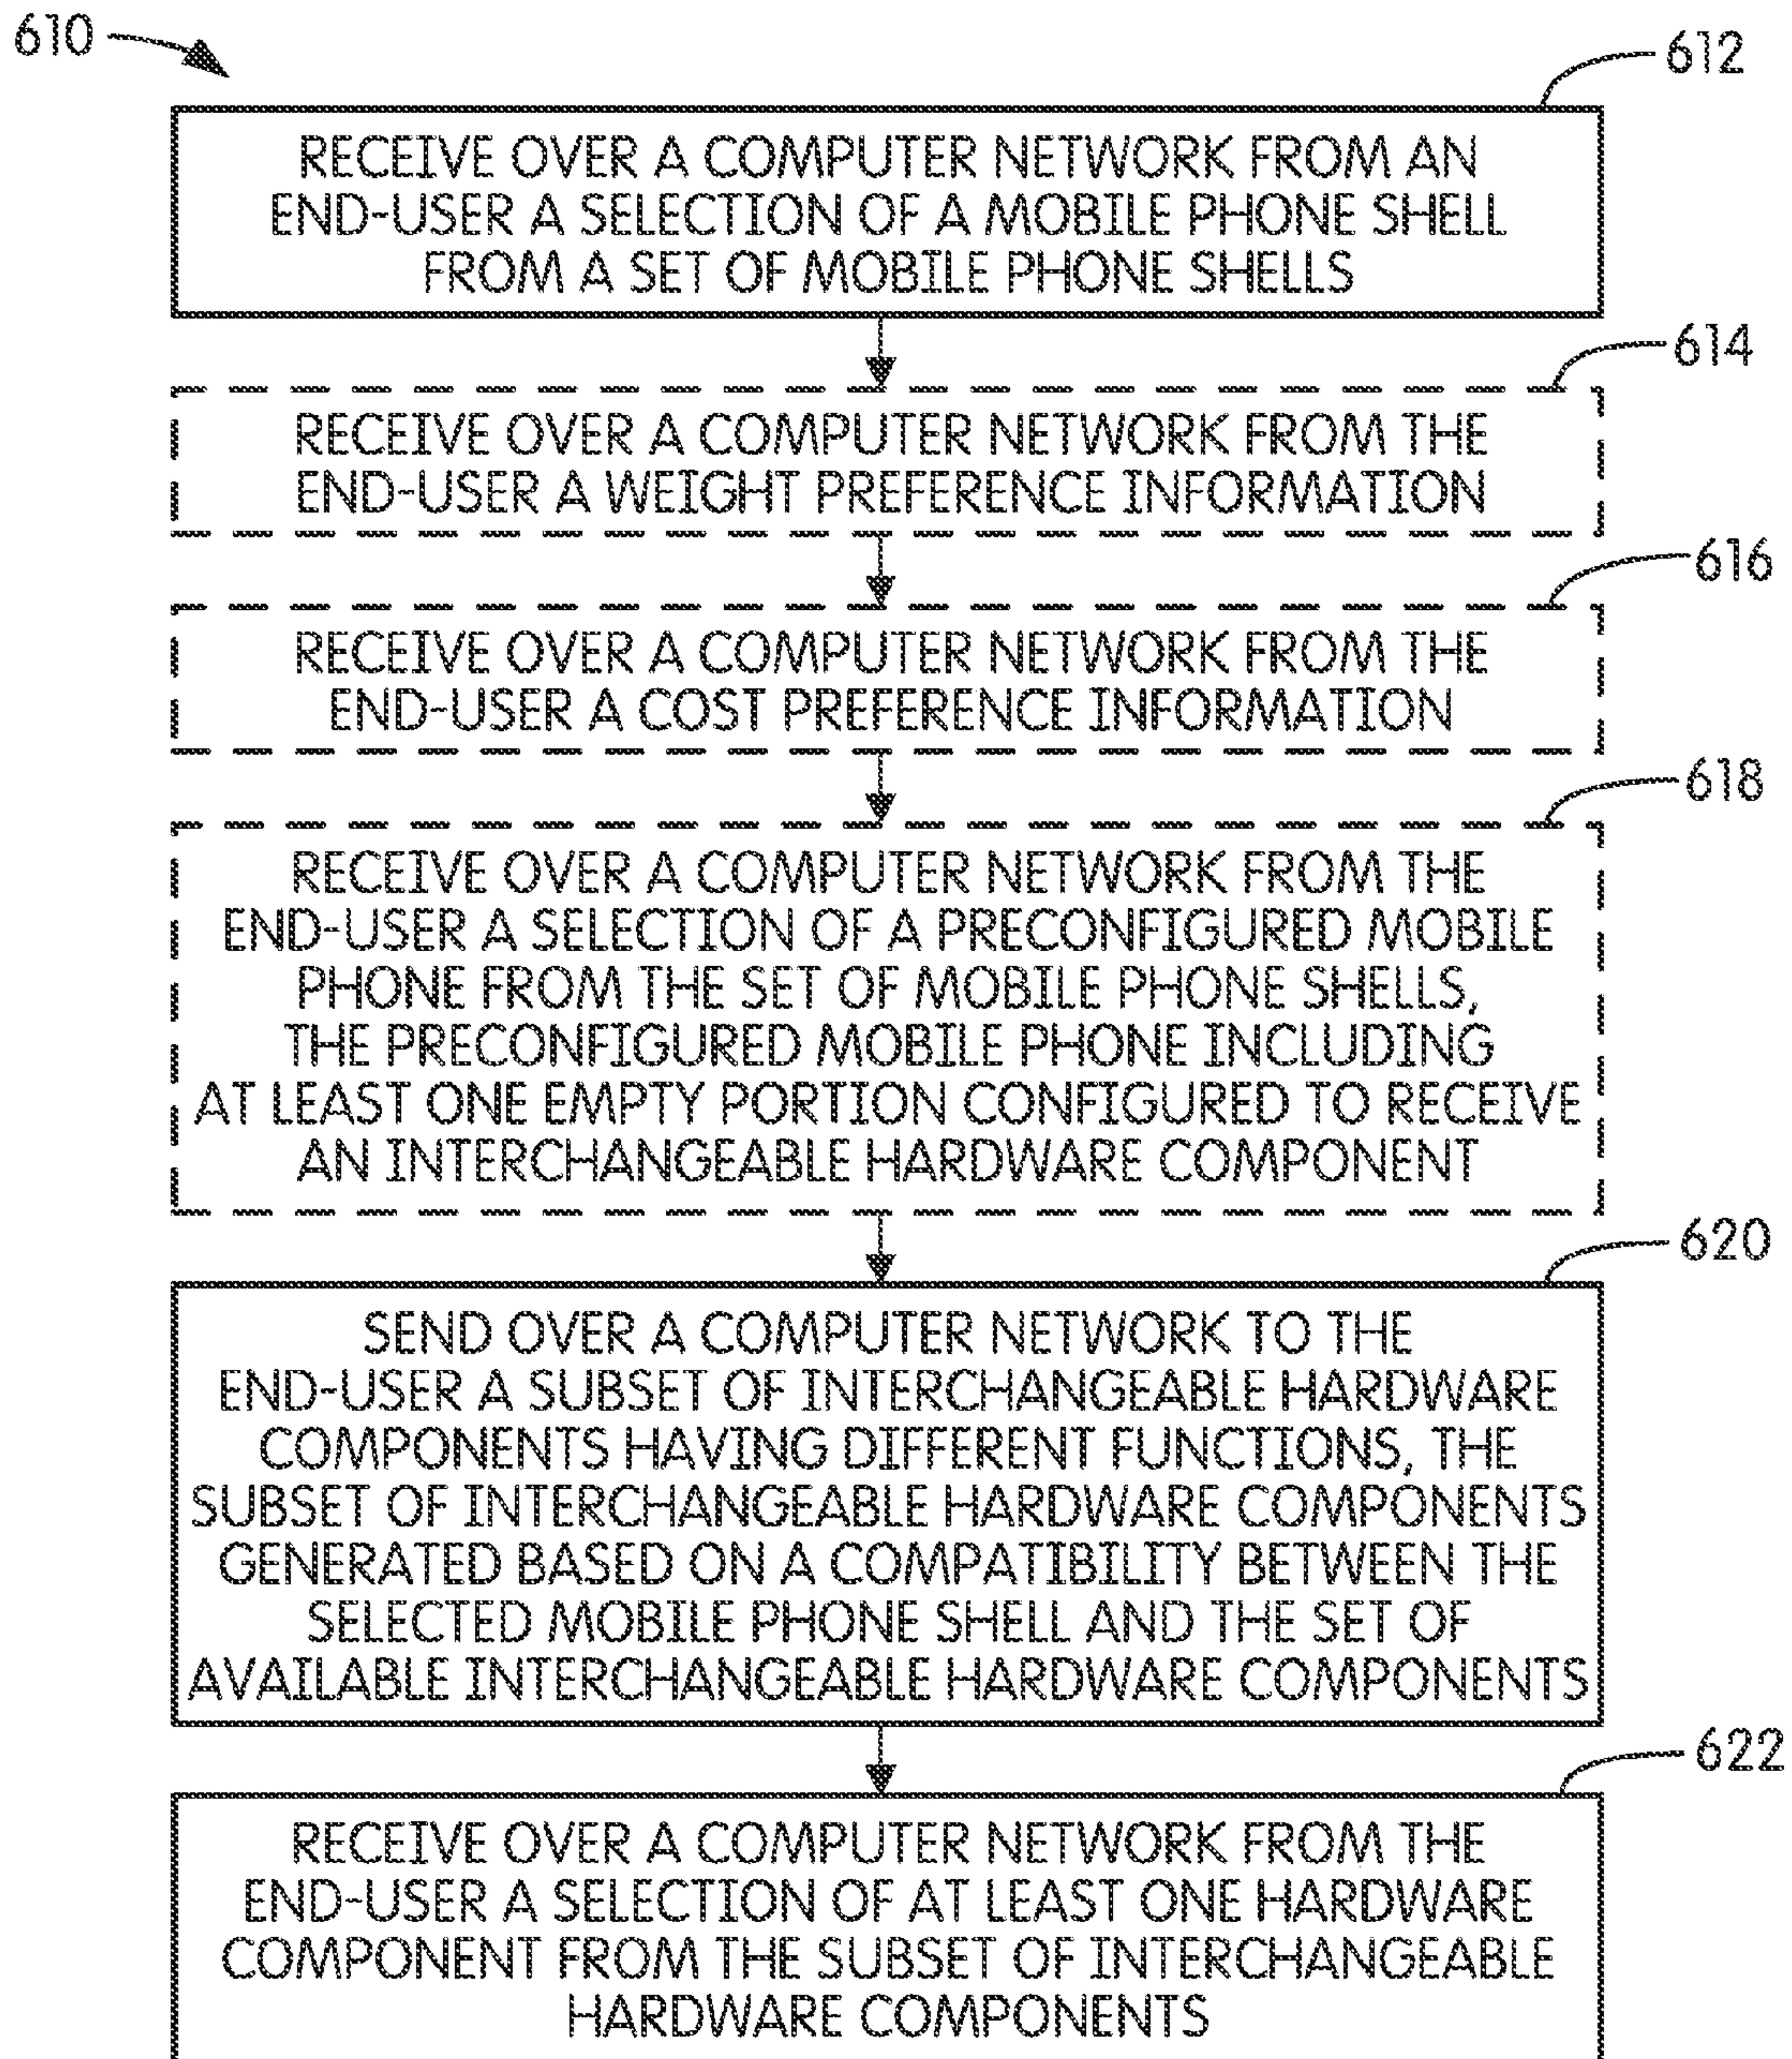 610
612
RECEIVE OVER A COMPUTER NETWORK FROM AN
END-USER A SELECTION OF A MOBILE PHONE SHELL
FROM A SET OF MOBILE PHONE SHELLS
614
RECEIVE OVER A COMPUTER NETWORK FROM THE
END-USER A WEIGHT PREFERENCE INFORMATION
616
RECEIVE OVER A COMPUTER NETWORK FROM THE
END-USER A COST PREFERENCE INFORMATION
618
RECEIVE OVER A COMPUTER NETWORK FROM THE
END-USER A SELECTION OF A PRECONFIGURED MOBILE
PHONE FROM THE SET OF MOBILE PHONE SHELLS,
THE PRECONFIGURED MOBILE PHONE INCLUDING
AT LEAST ONE EMPTY PORTION CONFIGURED TO RECEIVE
AN INTERCHANGEABLE HARDWARE COMPONENT
620
SEND OVER A COMPUTER NETWORK TO THE
END-USER A SUBSET OF INTERCHANGEABLE HARDWARE
COMPONENTS HAVING DIFFERENT FUNCTIONS, THE
SUBSET OF INTERCHANGEABLE HARDWARE COMPONENTS
GENERATED BASED ON A COMPATIBILITY BETWEEN THE
SELECTED MOBILE PHONE SHELL AND THE SET OF
AVAILABLE INTERCHANGEABLE HARDWARE COMPONENTS
622
RECEIVE OVER A COMPUTER NETWORK FROM THE
END-USER A SELECTION OF AT LEAST ONE HARDWARE
COMPONENT FROM THE SUBSET OF INTERCHANGEABLE
HARDWARE COMPONENTS